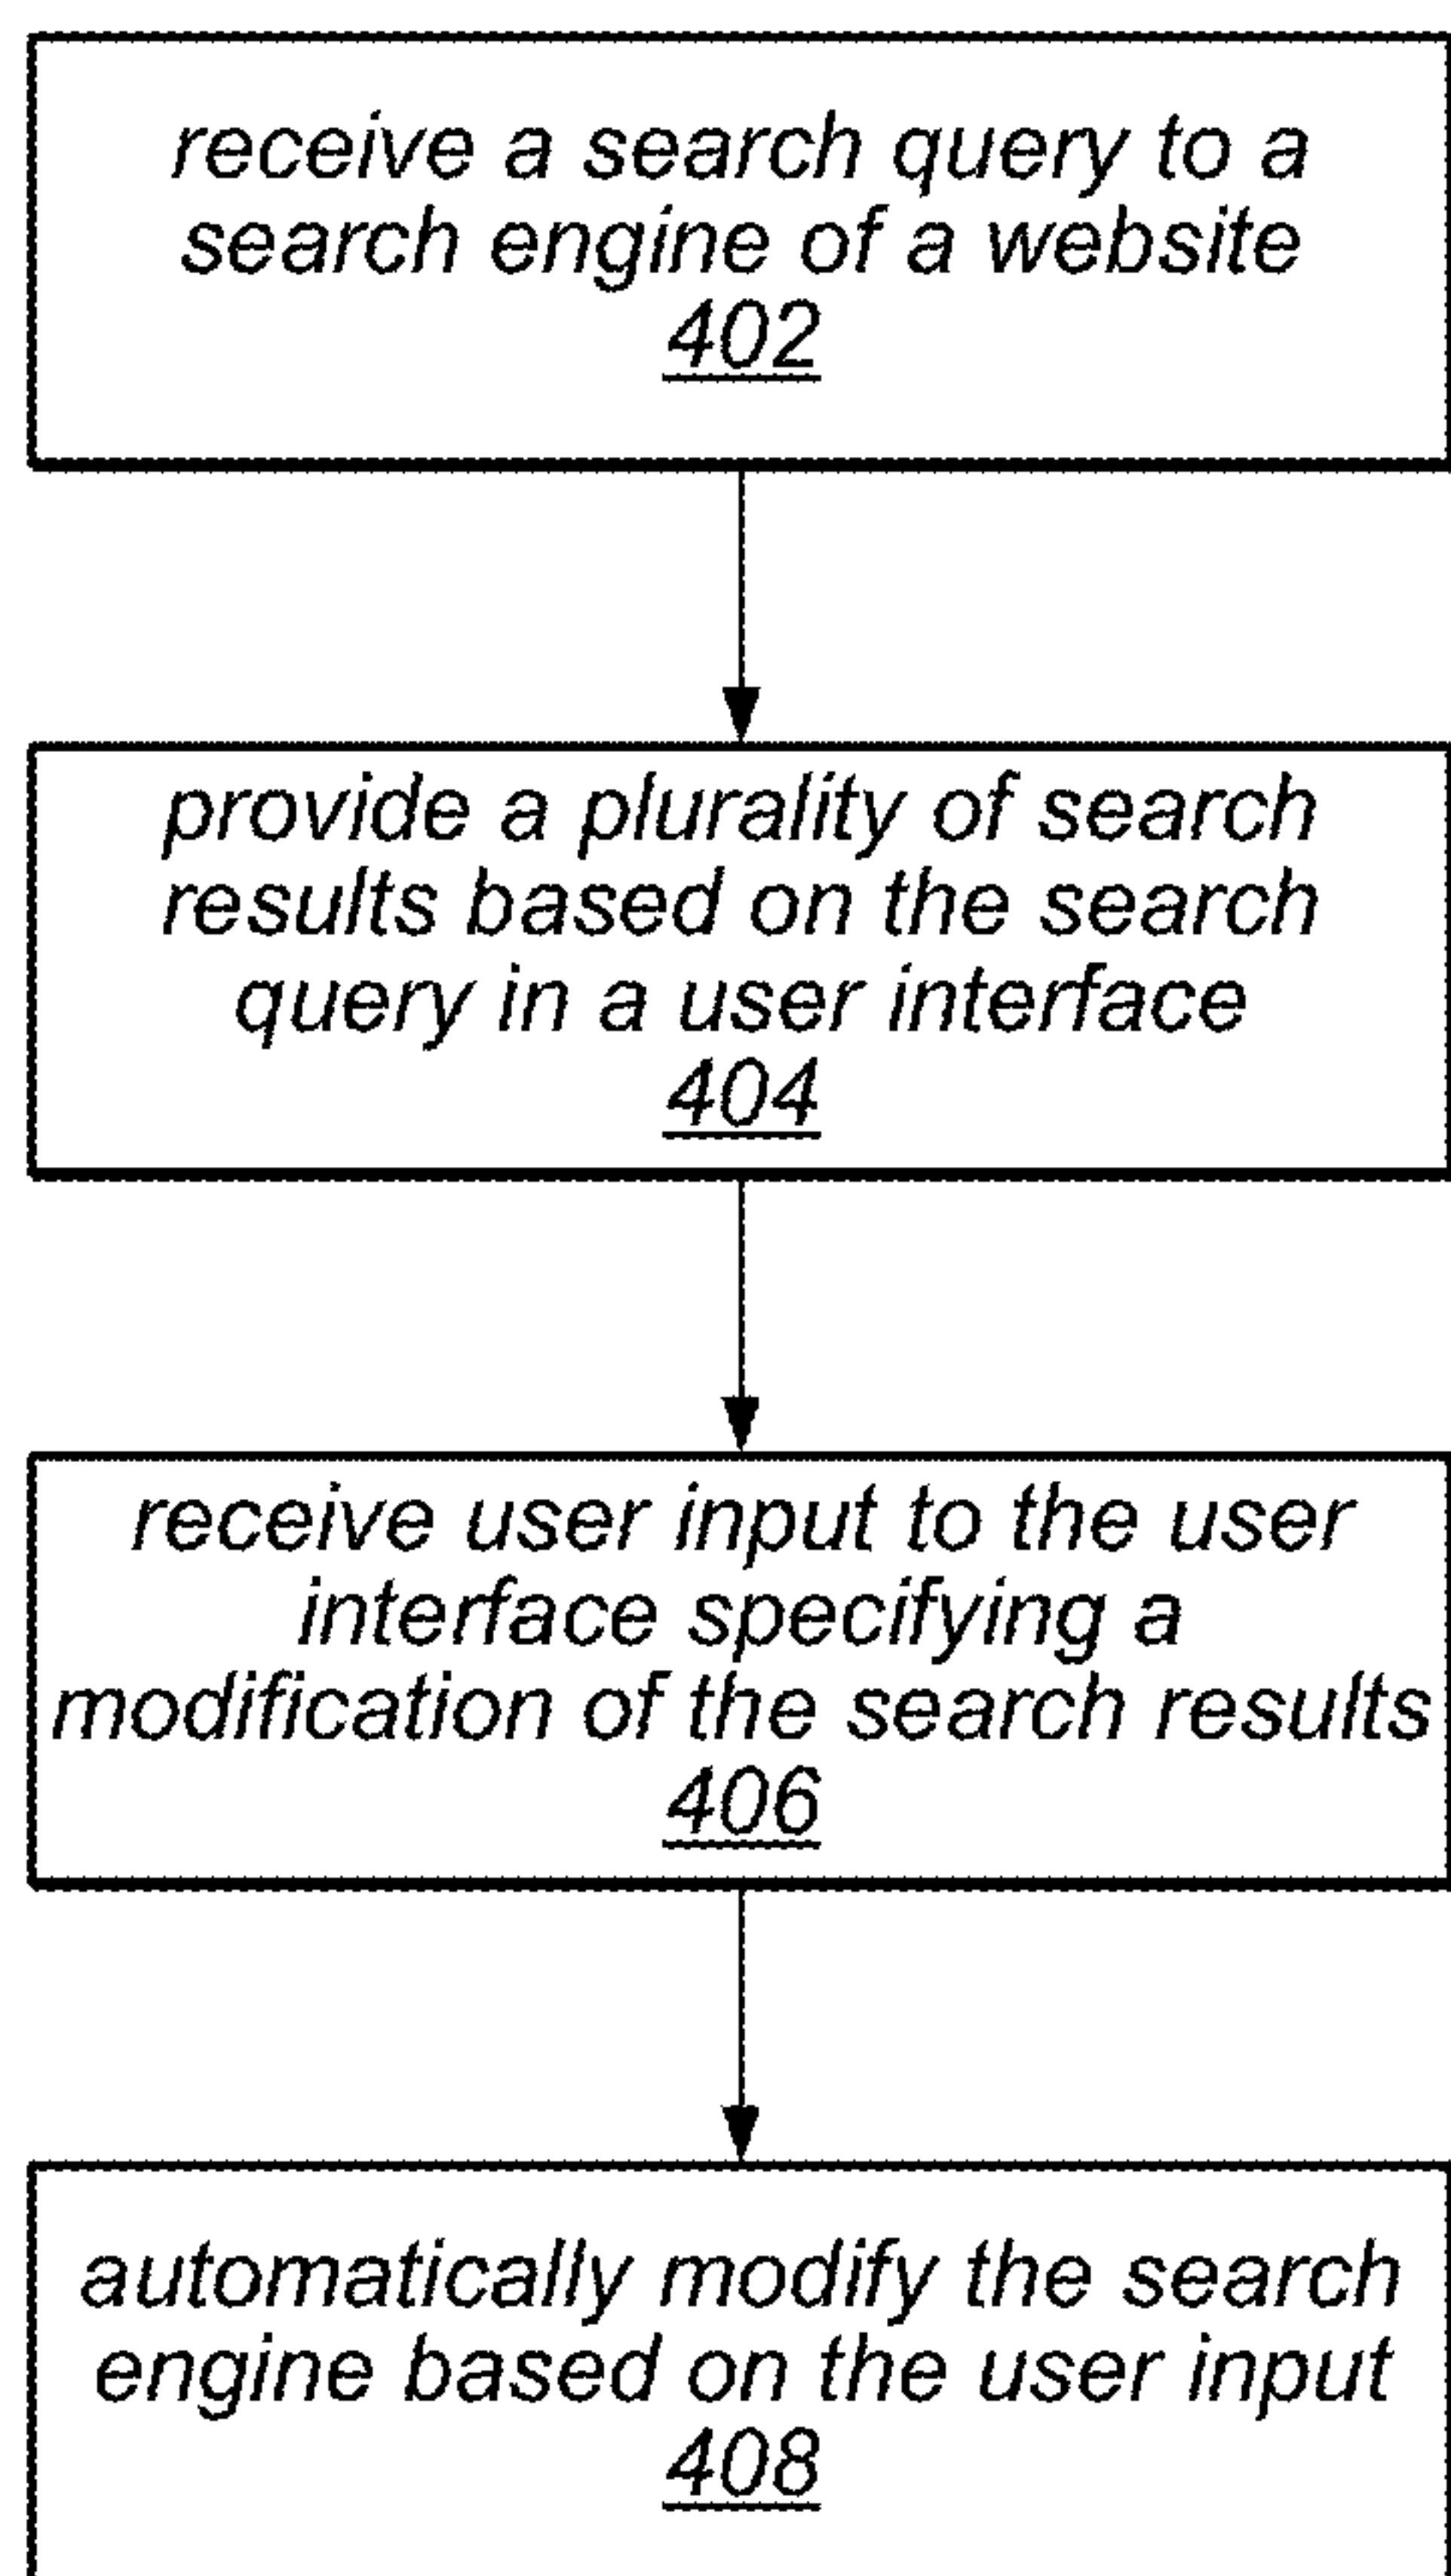 receive a search query to a
search engine of a website
402
provide a plurality of search
results based on the search
query in a user interface
404
receive user input to the user
interface specifying a
modification of the search results
406
automatically modify the search
engine based on the user input
408